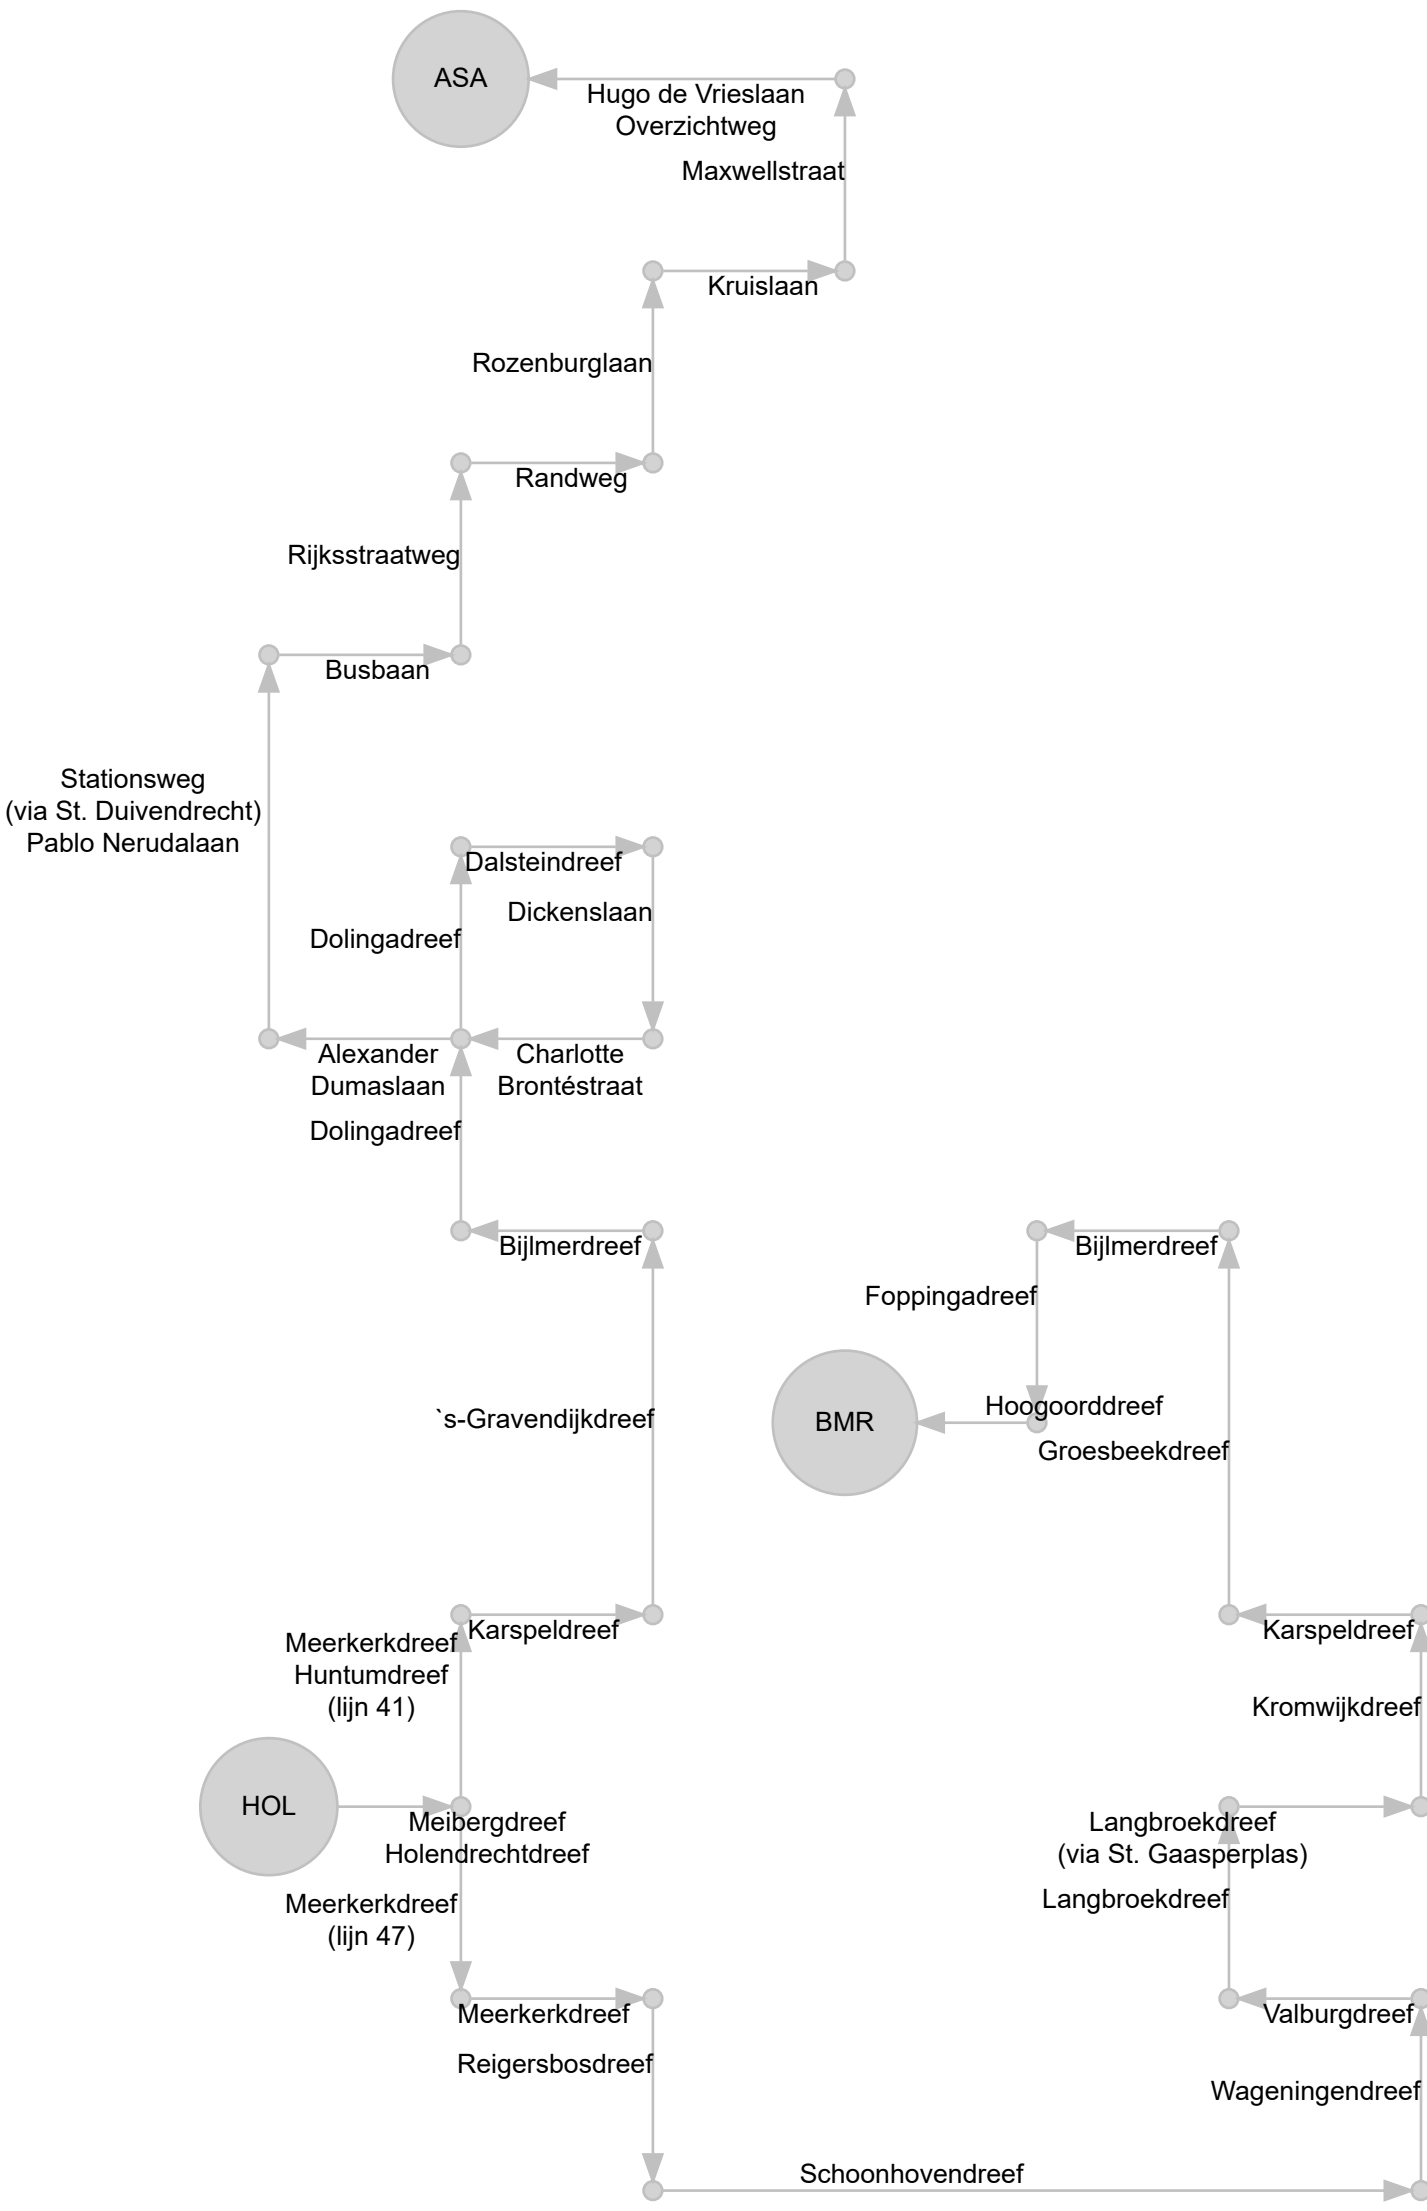 ASA
Hugo de Vrieslaan
Overzichtweg
Maxwellstraat
Kruislaan
Rozenburglaan
Randweg
Rijksstraatweg
Busbaan
Stationsweg
(via St. Duivendrecht)
Pablo Nerudalaan
Dalsteindreef
Dickenslaan
Dolingadreef
Alexander
Dumaslaan
Charlotte
Brontéstraat
Dolingadreef
Bijlmerdreef
Bijlmerdreef
Foppingadreef
`s-Gravendijkdreef
BMR
Hoogoorddreef
Groesbeekdreef
Karspeldreef
Meerkerkdreef
Huntumdreef
(lijn 41)
Karspeldreef
Kromwijkdreef
HOL
Meibergdreef
Holendrechtdreef
Langbroekdreef
(via St. Gaasperplas)
Meerkerkdreef
(lijn 47)
Langbroekdreef
Meerkerkdreef
Valburgdreef
Reigersbosdreef
Wageningendreef
Schoonhovendreef